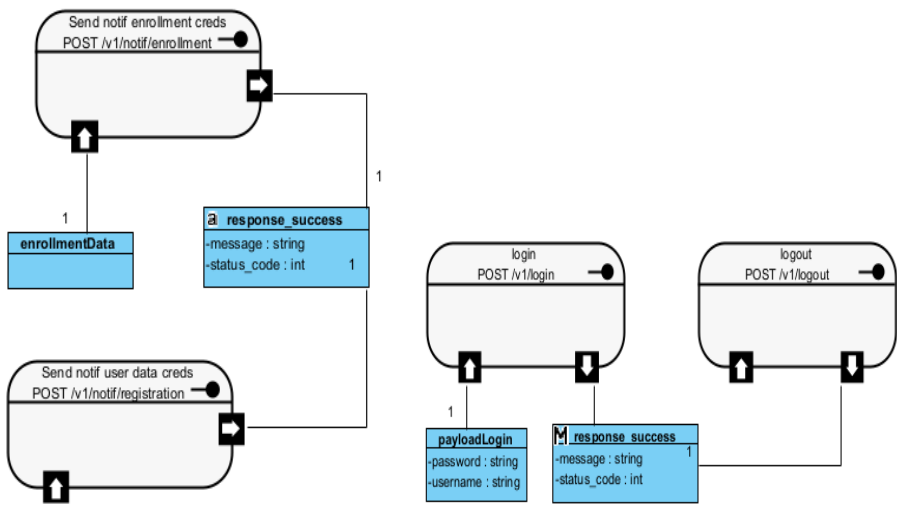 Send notif enrollment creds
POST /v1/notif/enrollment
1
1
enrollmentData
a response_success
-message : string
-status_code : int 1
Send notif user data creds
POST /v1/notif/registration
login
POST /v1/login
logout
POST /v1/logout
1
payloadLogin
-password : string
-username : string
M response_success
1
-message : string
-status_code : int